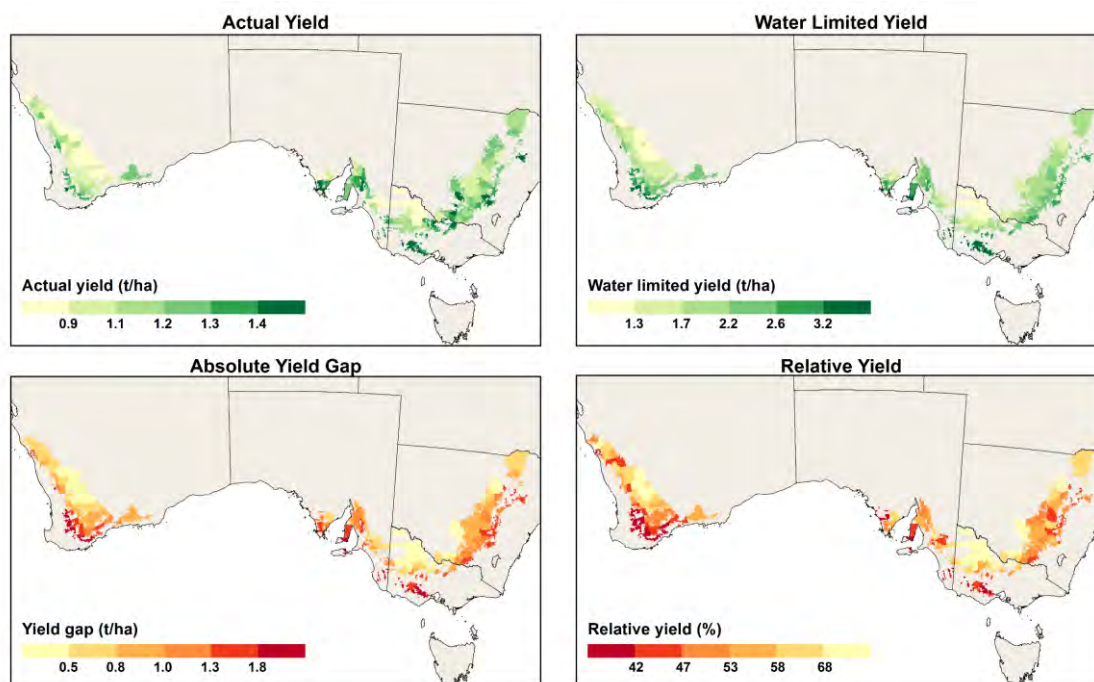 Actual Yield
Water Limited Yield
Actual yield (t/ha)
0.9 1.1 1.2 1.3 1.4
Water limited yield (t/ha)
1.3 1.7 2.2 2.6 3.2
Absolute Yield Gap
Relative Yield
Yield gap (t/ha)
0.5 0.8 1.0 1.3 1.8
Relative yield (%)
42 47 53 58 68